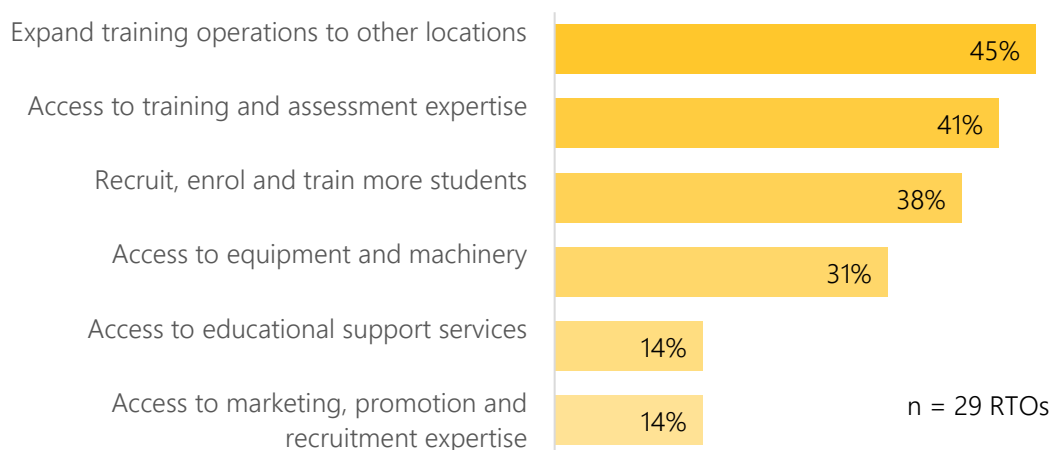 Expand training operations to other locations
45%
Access to training and assessment expertise
41%
Recruit, enrol and train more students
38%
Access to equipment and machinery
31%
Access to educational support services
14%
Access to marketing, promotion and
recruitment expertise
14%
n = 29 RTOs